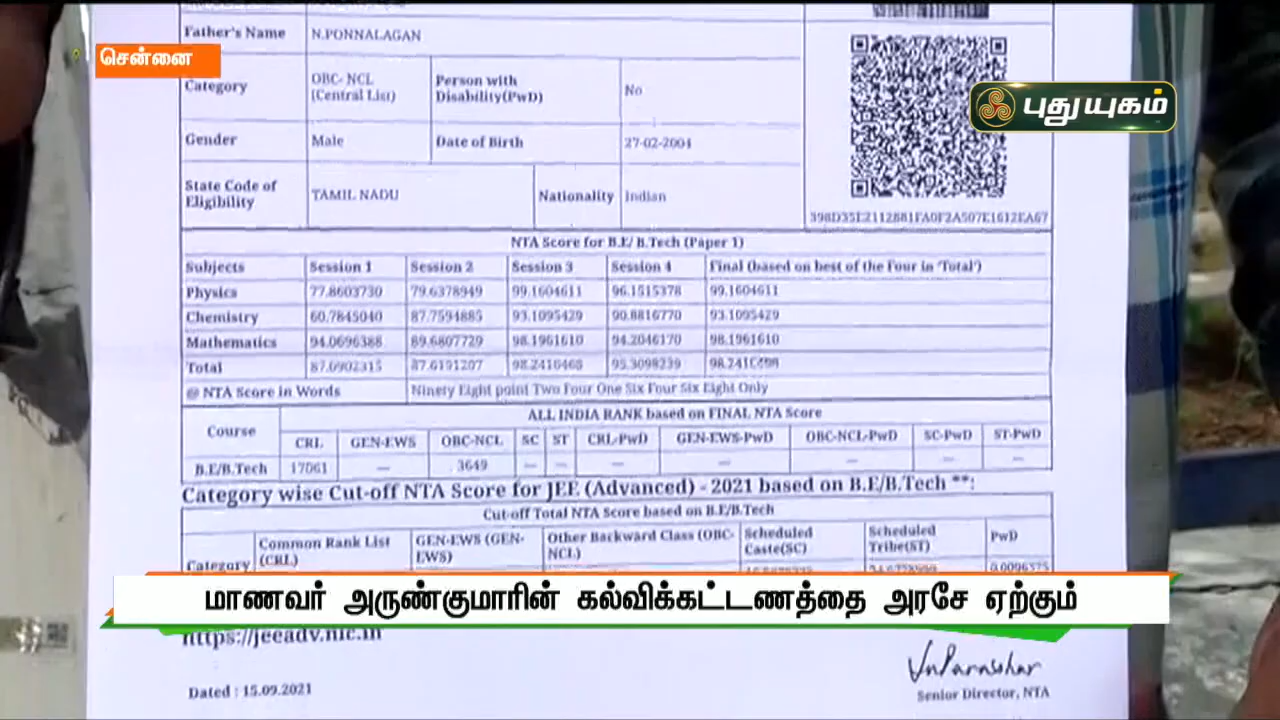 Father's Name N.PONNALAGAN
சென்னை
Category OBC- NCL (Central List) Person with Disability(PwD) No
புதுயுகம்
Gender Male Date of Birth 27-02-2004
State Code of Eligibility TAMIL NADU Nationality Indian
NTA Score for B.E/ B.Tech (Paper 1)
Subjects Session 1 Session 2 Session 3 Session 4 Final (based on best of the Four in 'Total')
Physics 77.8603730 79.6378949 99.1604611 96.1515378 99.1604611
Chemistry 60.7845040 87.7594885 93.1095429 90.8816770 93.1095429
Mathematics 94.0696388 89.6807729 98.1961610 94.2046170 98.1961610
Total 87.0902315 87.6191207 98.2416468 95.3098239 98.2416468
@ NTA Score in Words Ninety Eight point Two Four One Six Four Six Eight Only
ALL INDIA RANK based on FINAL NTA Score
Course CRL GEN-EWS OBC-NCL SC ST CRL-PwD GEN-EWS-PwD OBC-NCL-PwD SC-PwD ST-PwD
B.E/B.Tech 17061 — 3649 — — — — — — —
Category wise Cut-off NTA Score for JEE (Advanced) - 2021 based on B.E/B.Tech **:
Cut-off Total NTA Score based on B.E/B.Tech
Category Common Rank List (CRL) GEN-EWS (GEN-EWS) Other Backward Class (OBC-NCL) Scheduled Caste(SC) Scheduled Tribe(ST) PwD
0.0096375
மாணவர் அருண்குமாரின் கல்விக்கட்டணத்தை அரசே ஏற்கும்
https://jeeadv.nic.in
Dated : 15.09.2021
Senior Director, NTA